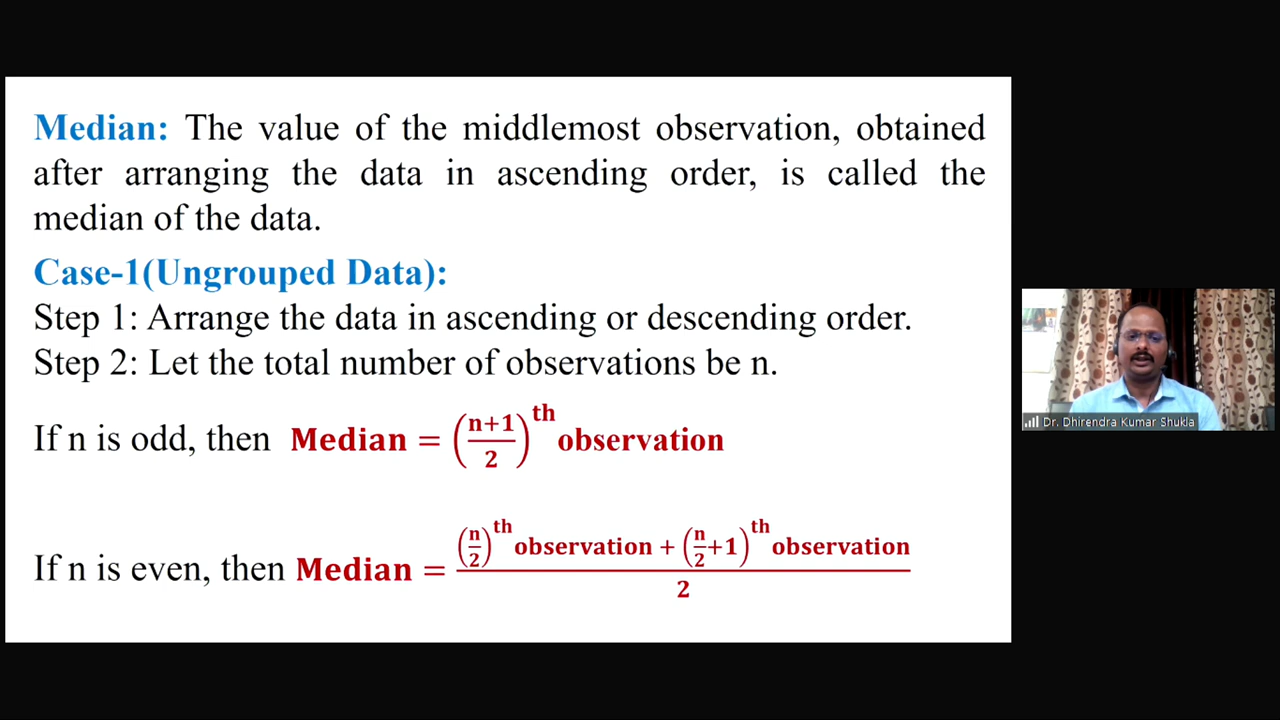 Median: The value of the middlemost observation, obtained
after arranging the data in ascending order, is called the
median of the data.
Case-1(Ungrouped Data):
Step 1: Arrange the data in ascending or descending order.
Step 2: Let the total number of observations be n.
If n is odd, then Median = (n+1/2)^th observation
If n is even, then Median = ((n/2)^th observation + (n/2+1)^th observation)/2
Dr. Dhirendra Kumar Shukla